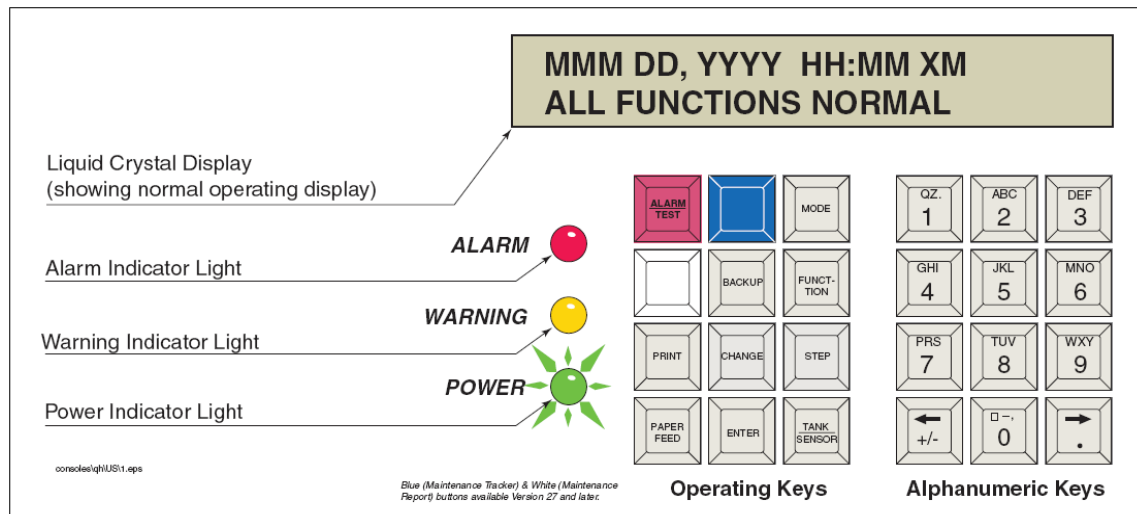 MMM DD, YYYY  HH:MM XM
ALL FUNCTIONS NORMAL
Liquid Crystal Display
(showing normal operating display)
ALARM
Alarm Indicator Light
WARNING
Warning Indicator Light
POWER
Power Indicator Light
consoles\qh\US\1.eps
Blue (Maintenance Tracker) & White (Maintenance
Report) buttons available Version 27 and later.
ALARM
TEST
MODE
BACKUP
FUNCT-
TION
PRINT
CHANGE
STEP
PAPER
FEED
ENTER
TANK
SENSOR
Operating Keys
QZ.
1
ABC
2
DEF
3
GHI
4
JKL
5
MNO
6
PRS
7
TUV
8
WXY
9
←
+/-
□ –,
0
→
.
Alphanumeric Keys